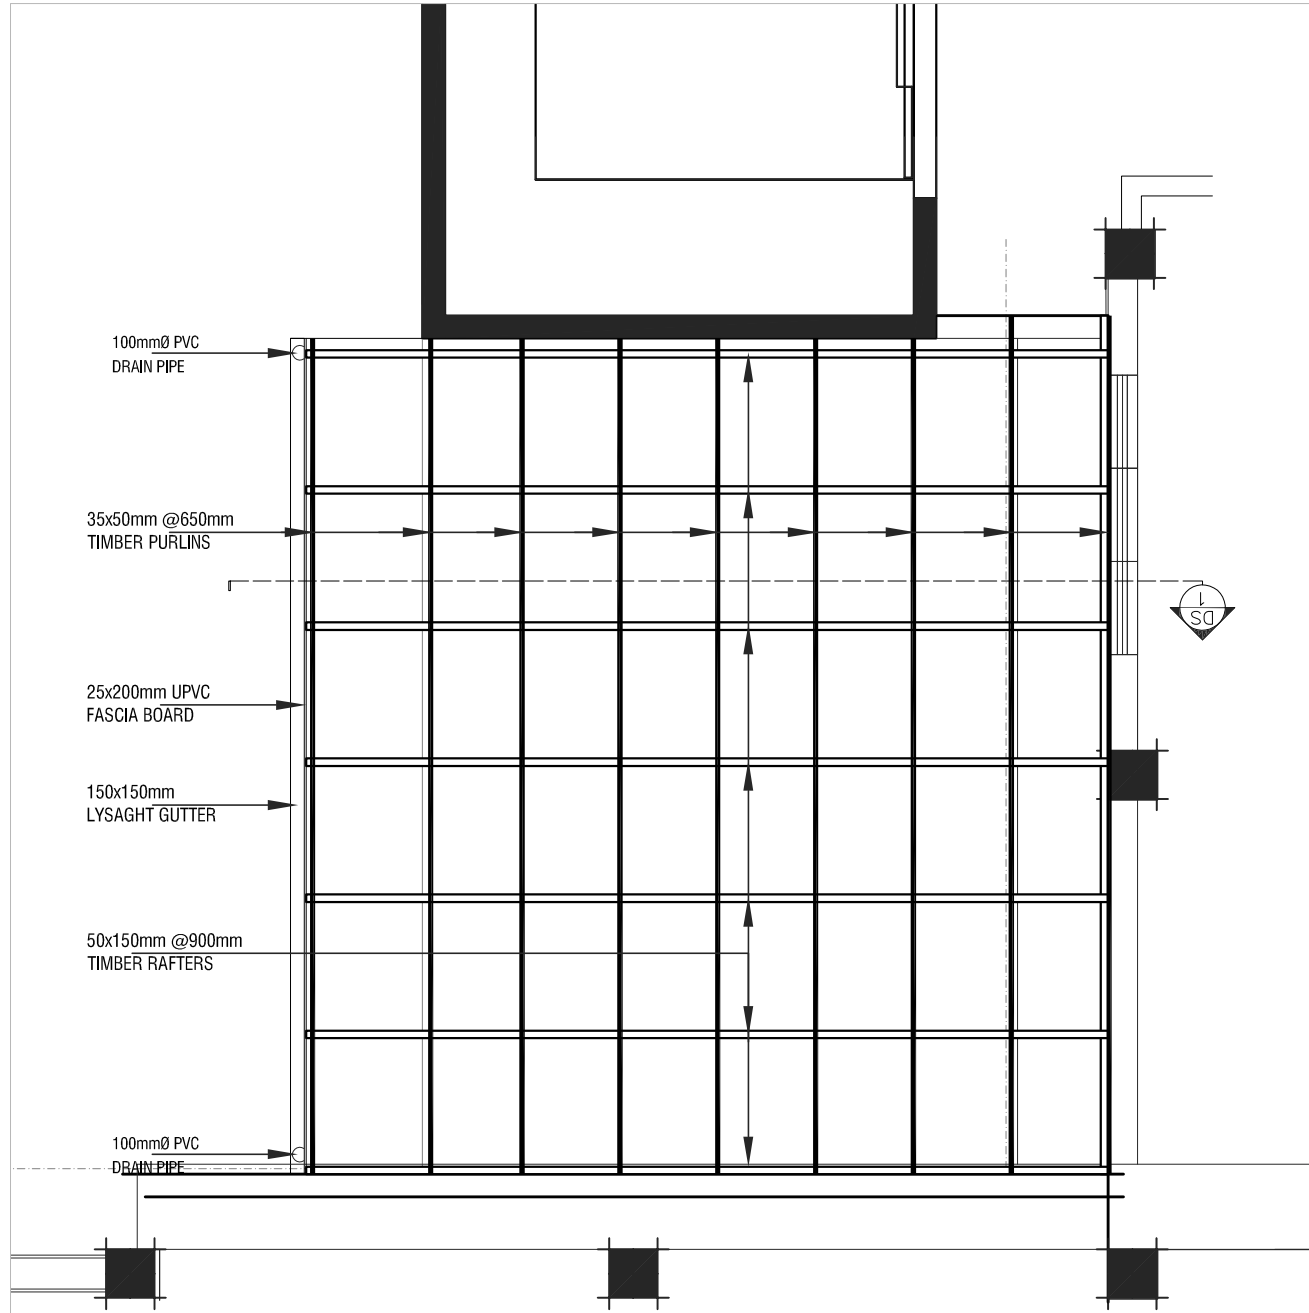 100mmØ PVC
DRAIN PIPE
35x50mm @650mm
TIMBER PURLINS
1
DS
25x200mm UPVC
FASCIA BOARD
150x150mm
LYSAGHT GUTTER
50x150mm @900mm
TIMBER RAFTERS
100mmØ PVC
DRAIN PIPE